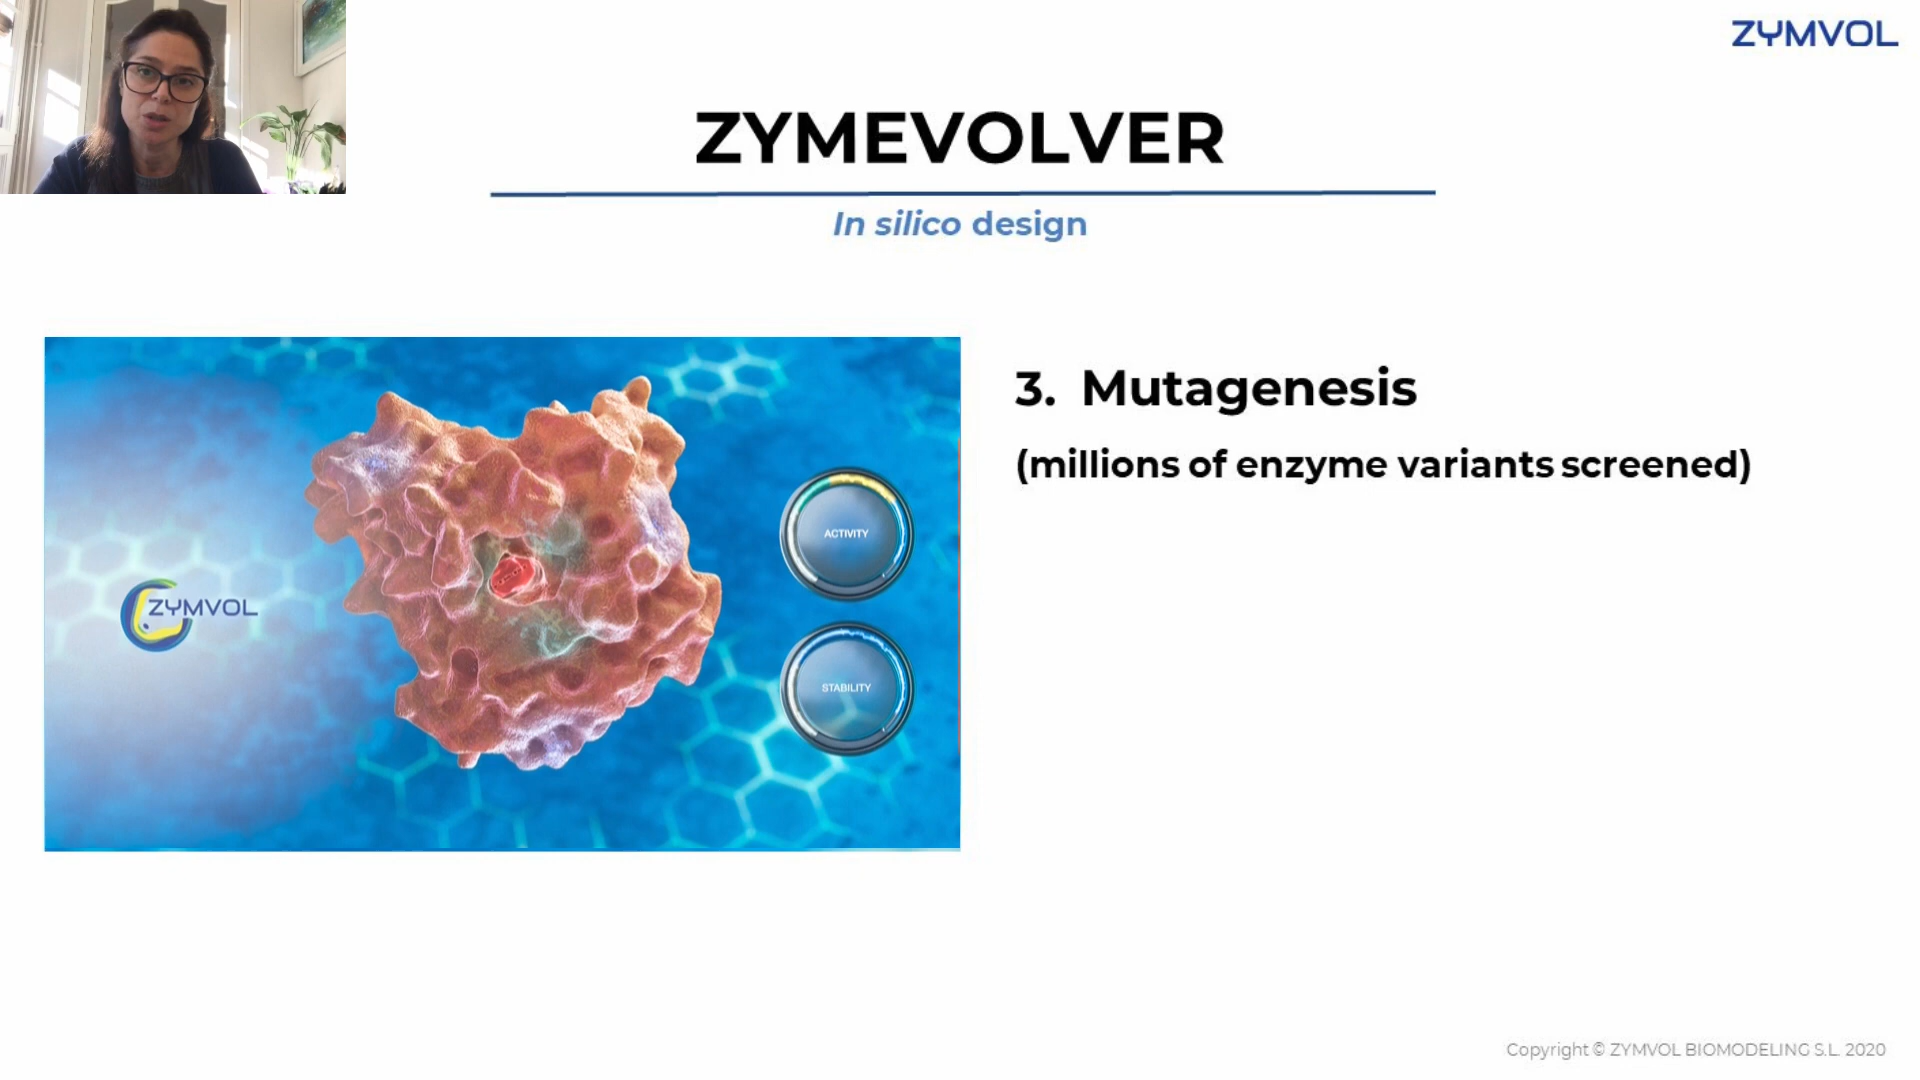 ZYMVOL
ZYMEVOLVER
In silico design
3. Mutagenesis
(millions of enzyme variants screened)
ACTIVITY
ZYMVOL
STABILITY
Copyright © ZYMVOL BIOMODELING S.L. 2020